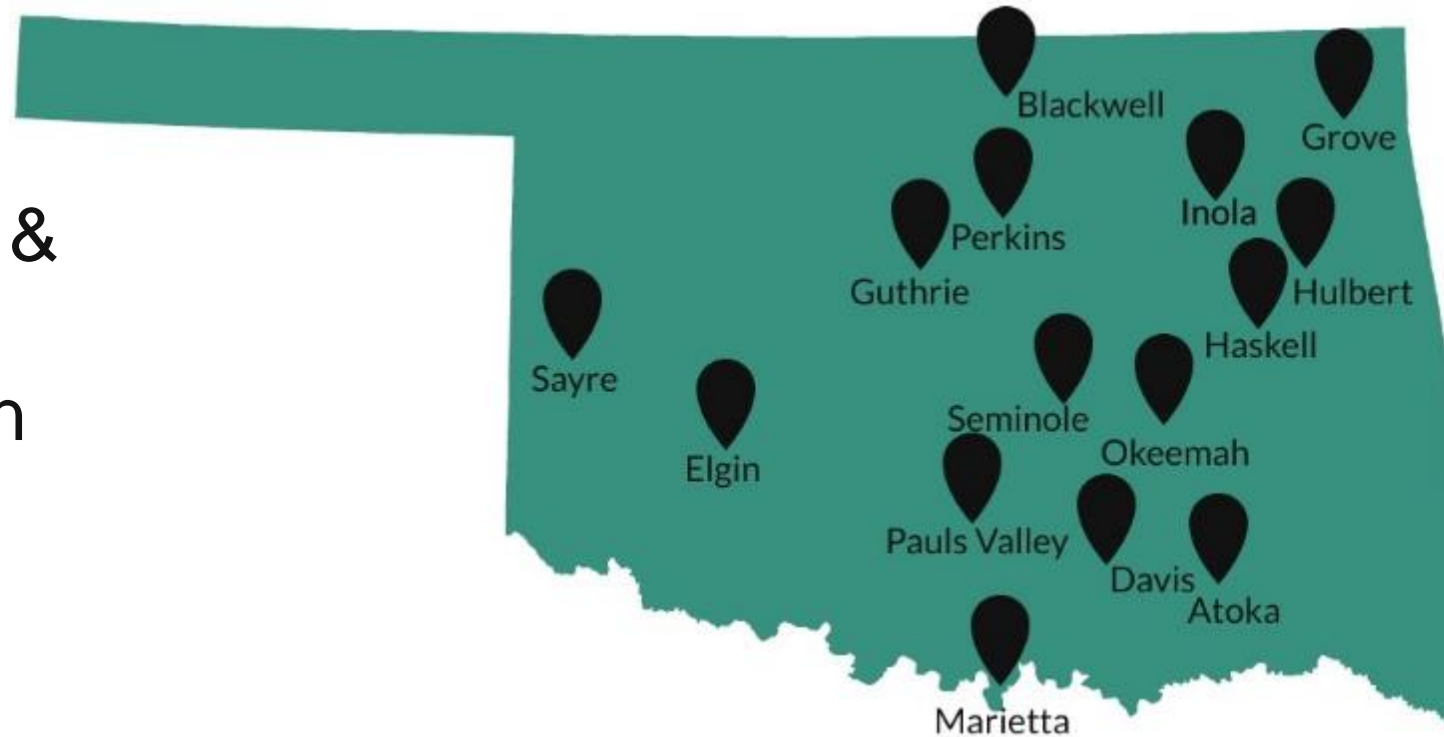 &
n
Blackwell
Grove
Inola
Perkins
Guthrie
Hulbert
Haskell
Sayre
Seminole
Okeemah
Elgin
Pauls Valley
Davis
Atoka
Marietta